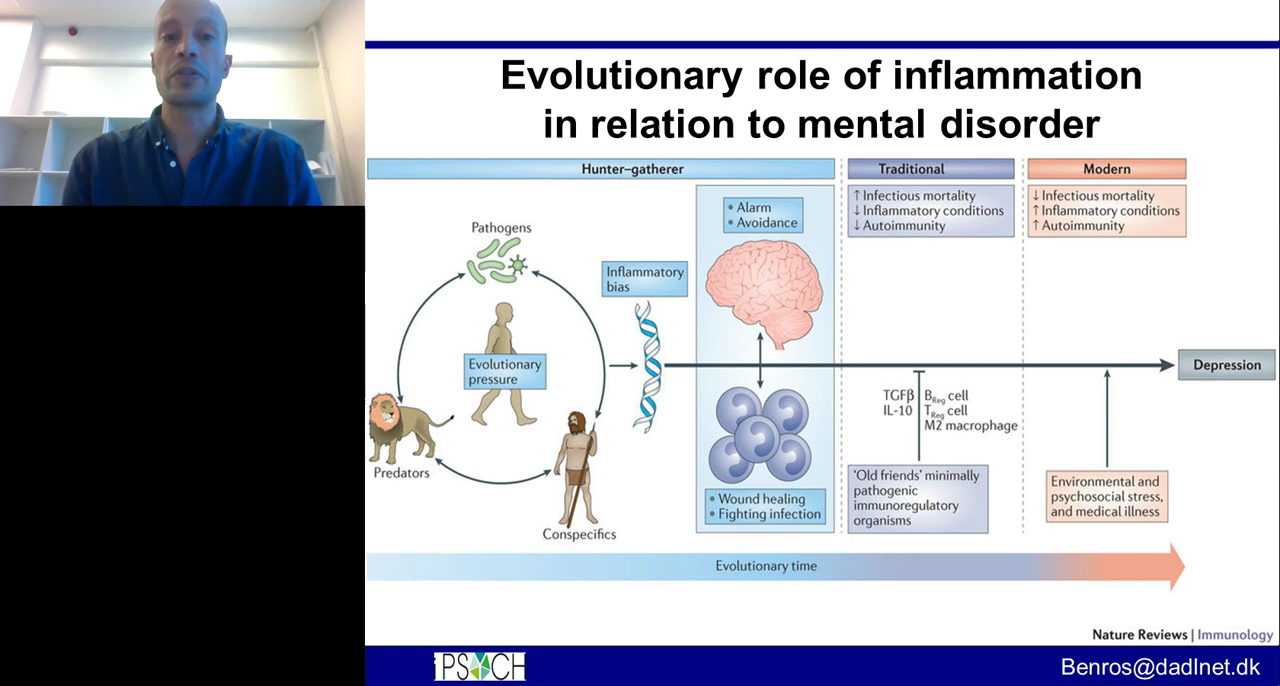 Evolutionary role of inflammation
in relation to mental disorder
Hunter–gatherer
Traditional
Modern
↑ Infectious mortality
↓ Inflammatory conditions
↓ Autoimmunity
↓ Infectious mortality
↑ Inflammatory conditions
↑ Autoimmunity
• Alarm
• Avoidance
Pathogens
Inflammatory
bias
Evolutionary
pressure
Depression
TGFβ
IL-10
BReg cell
TReg cell
M2 macrophage
Predators
Conspecifics
• Wound healing
• Fighting infection
'Old friends' minimally
pathogenic
immunoregulatory
organisms
Environmental and
psychosocial stress,
and medical illness
Evolutionary time
Nature Reviews | Immunology
iPSYCH
Benros@dadlnet.dk